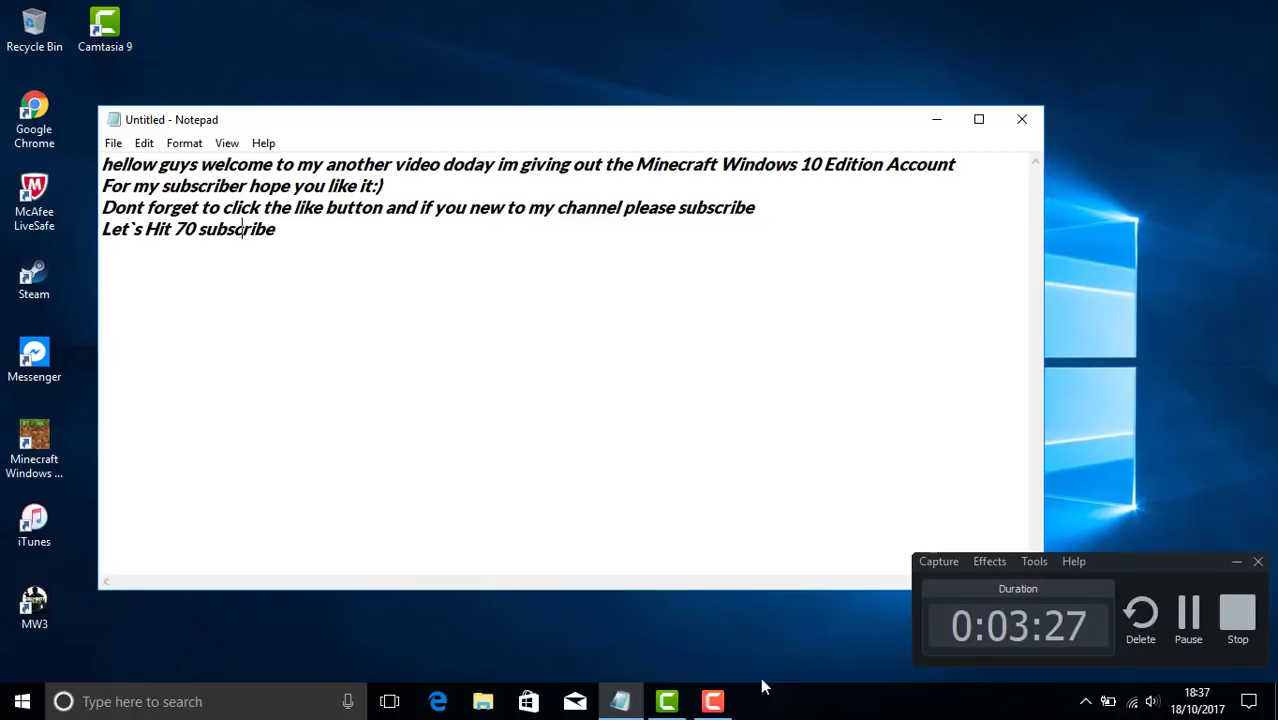 Recycle Bin
Camtasia 9
Google
Chrome
McAfee
LiveSafe
Steam
Messenger
Minecraft
Windows ...
iTunes
MW3
Untitled - Notepad
File Edit Format View Help
hellow guys welcome to my another video doday im giving out the Minecraft Windows 10 Edition Account
For my subscriber hope you like it:)
Dont forget to click the like button and if you new to my channel please subscribe
Let`s Hit 70 subscribe
Capture Effects Tools Help
Duration
0:03:27
Delete Pause Stop
Type here to search
18:37
18/10/2017